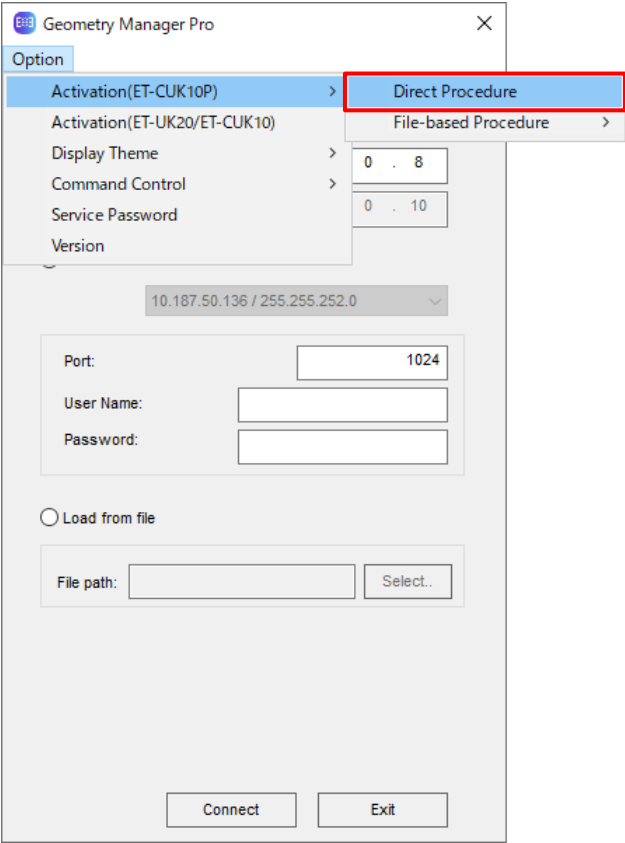 Geometry Manager Pro
Option
Activation(ET-CUK10P)
Direct Procedure
Activation(ET-UK20/ET-CUK10)
File-based Procedure
Display Theme
0 . 8
Command Control
Service Password
0 . 10
Version
10.187.50.136 / 255.255.252.0
Port: 1024
User Name:
Password:
Load from file
File path: Select..
Connect Exit